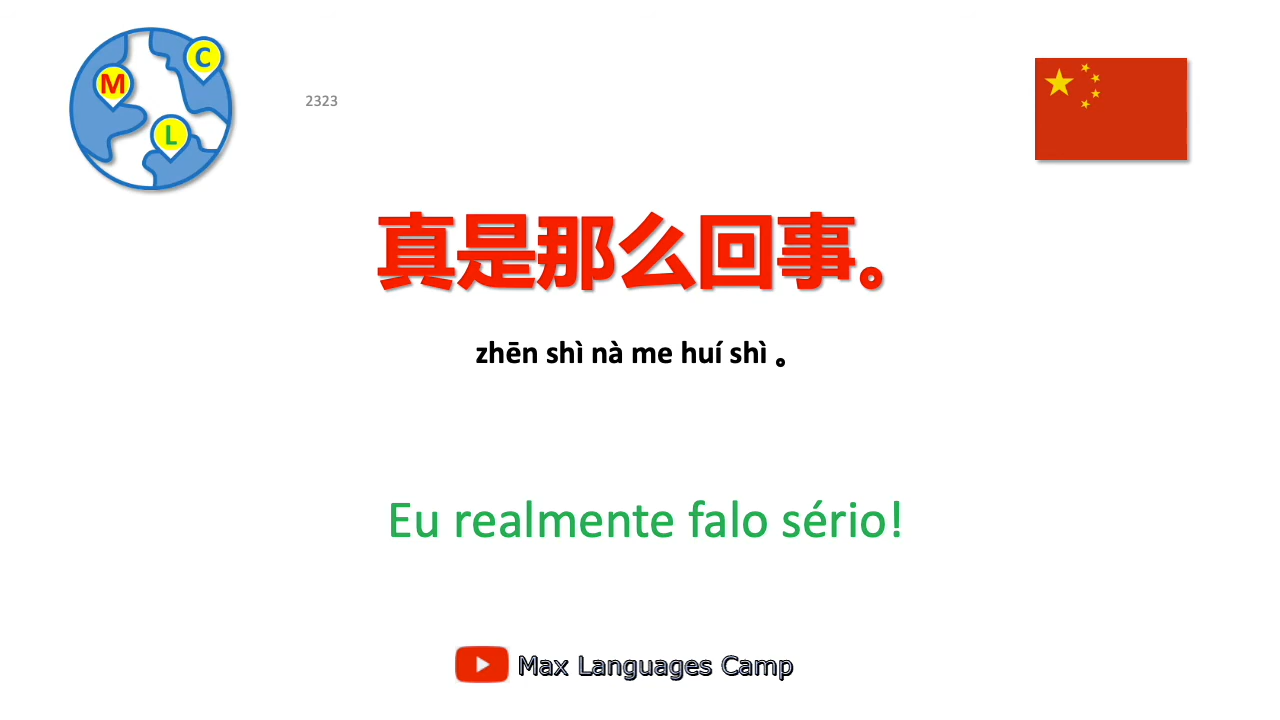 M
C
L
2323
真是那么回事。
zhēn shì nà me huí shì 。
Eu realmente falo sério!
Max Languages Camp